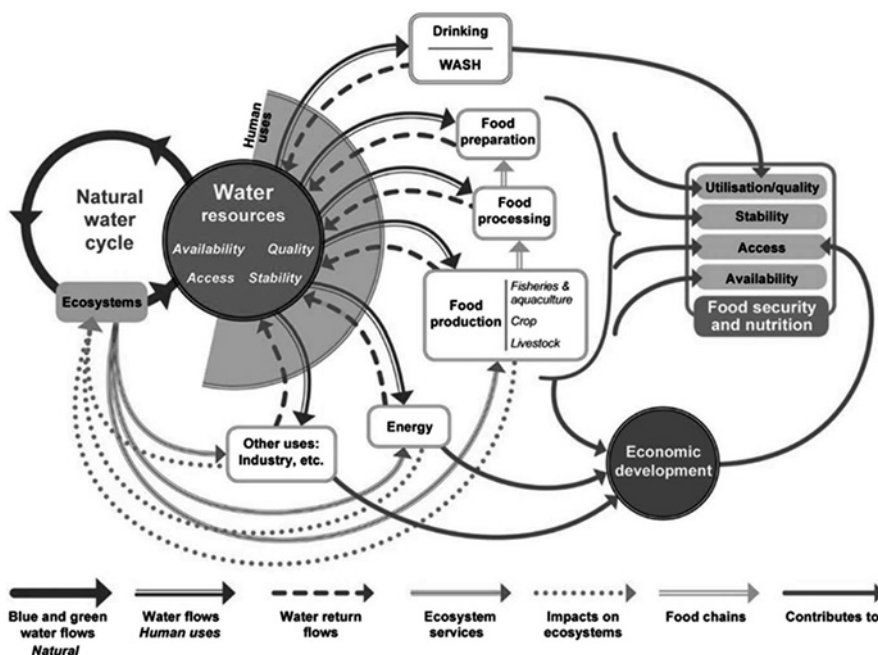 Drinking
WASH
Human
uses
Food
preparation
Natural
water
cycle
Water
resources
Availability Quality
Access Stability
Food
processing
Utilisation/quality
Stability
Access
Availability
Food security
and nutrition
Ecosystems
Food
production
Fisheries &
aquaculture
Crop
Livestock
Other uses:
Industry, etc.
Energy
Economic
development
Blue and green
water flows
Natural
Water flows
Human uses
Water return
flows
Ecosystem
services
Impacts on
ecosystems
Food chains
Contributes to